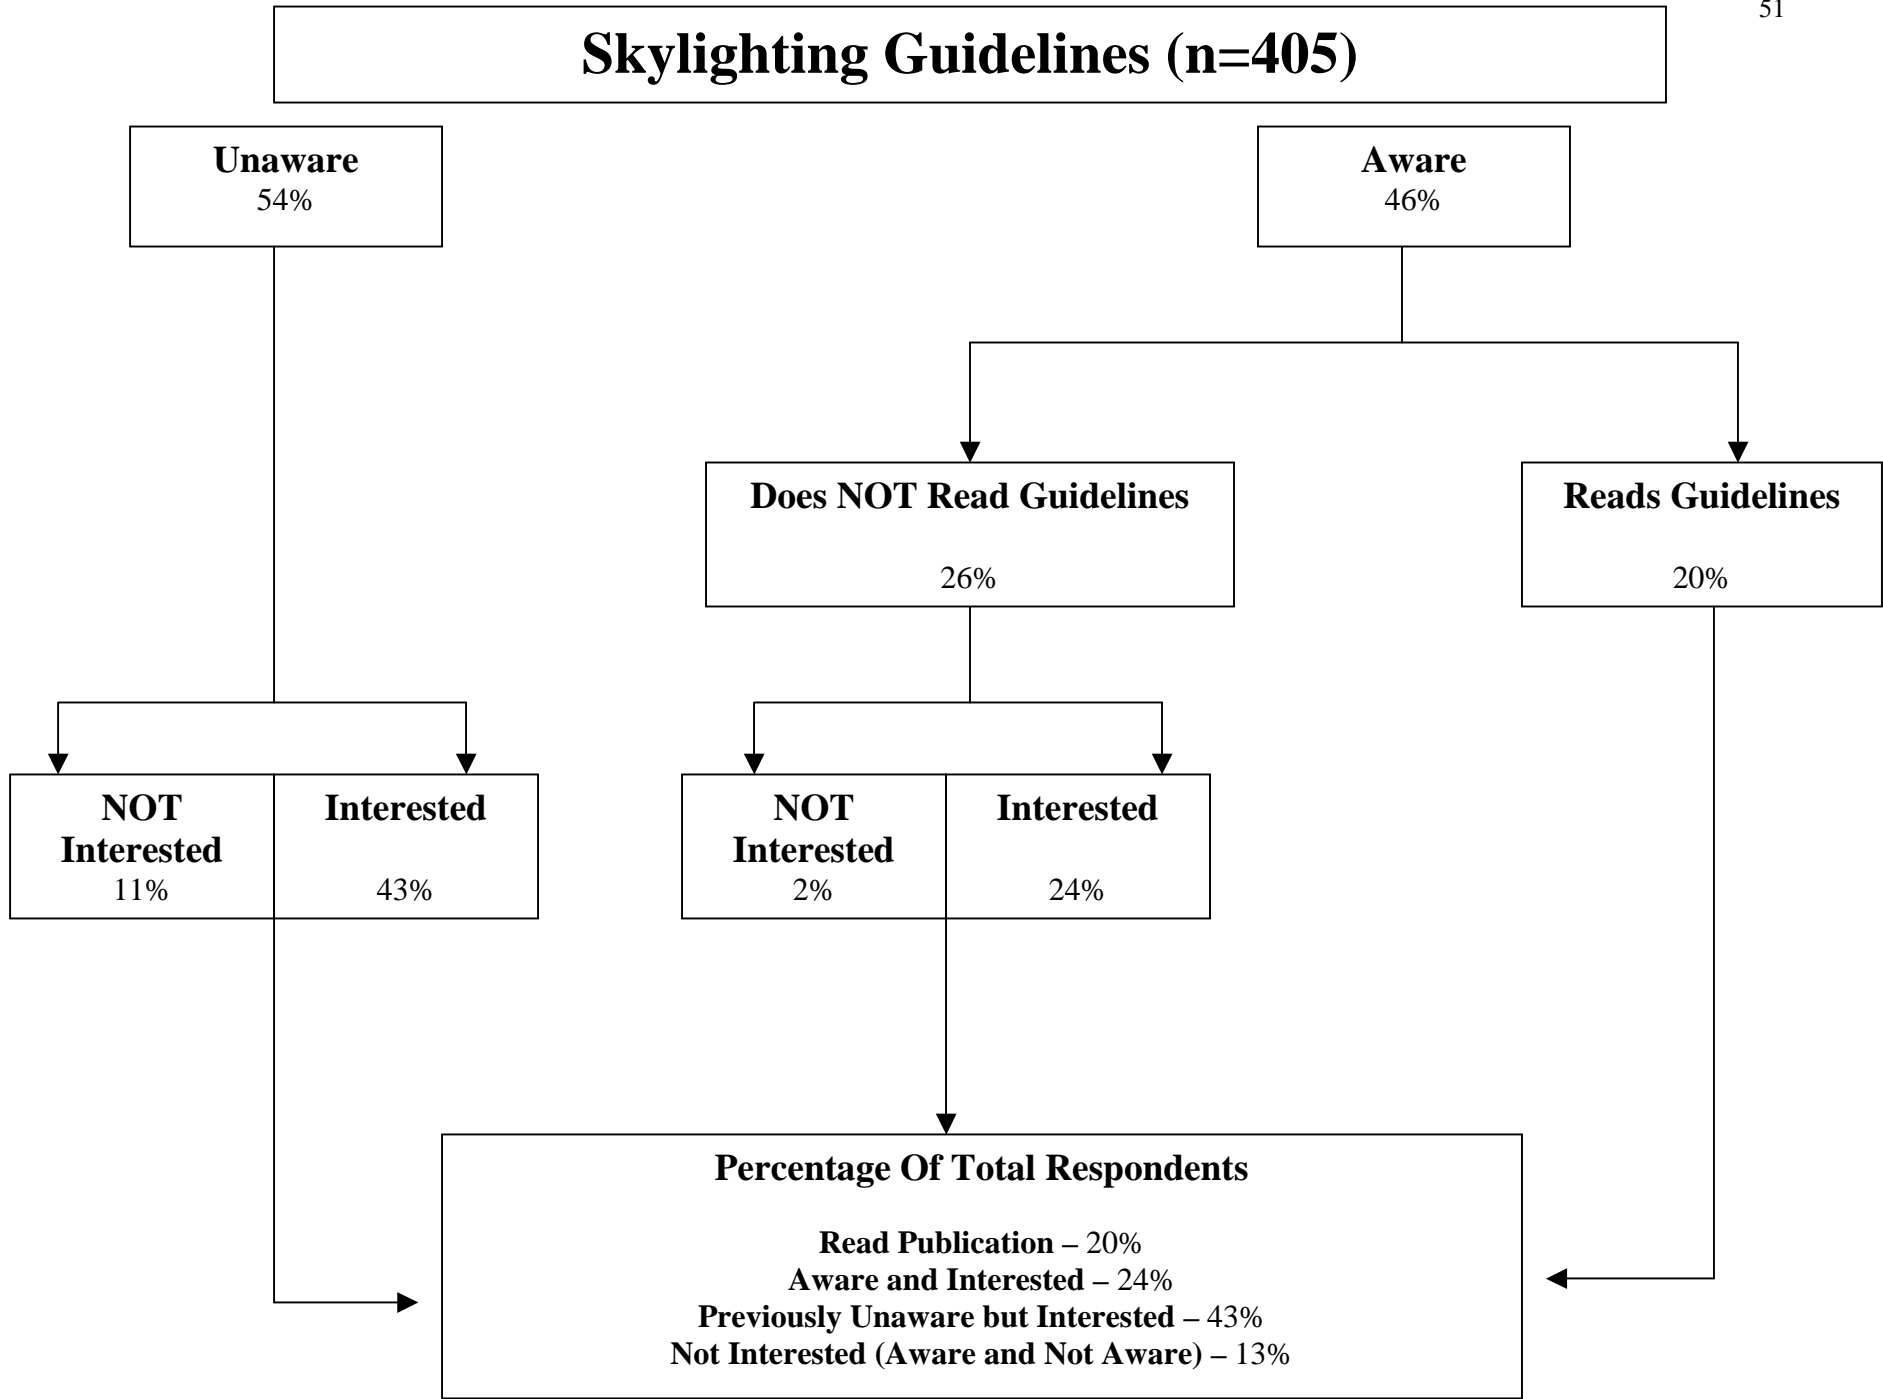 51
Skylighting Guidelines (n=405)
Unaware
54%
Aware
46%
Does NOT Read Guidelines
26%
Reads Guidelines
20%
NOT
Interested
11%
Interested
43%
NOT
Interested
2%
Interested
24%
Percentage Of Total Respondents
Read Publication – 20%
Aware and Interested – 24%
Previously Unaware but Interested – 43%
Not Interested (Aware and Not Aware) – 13%